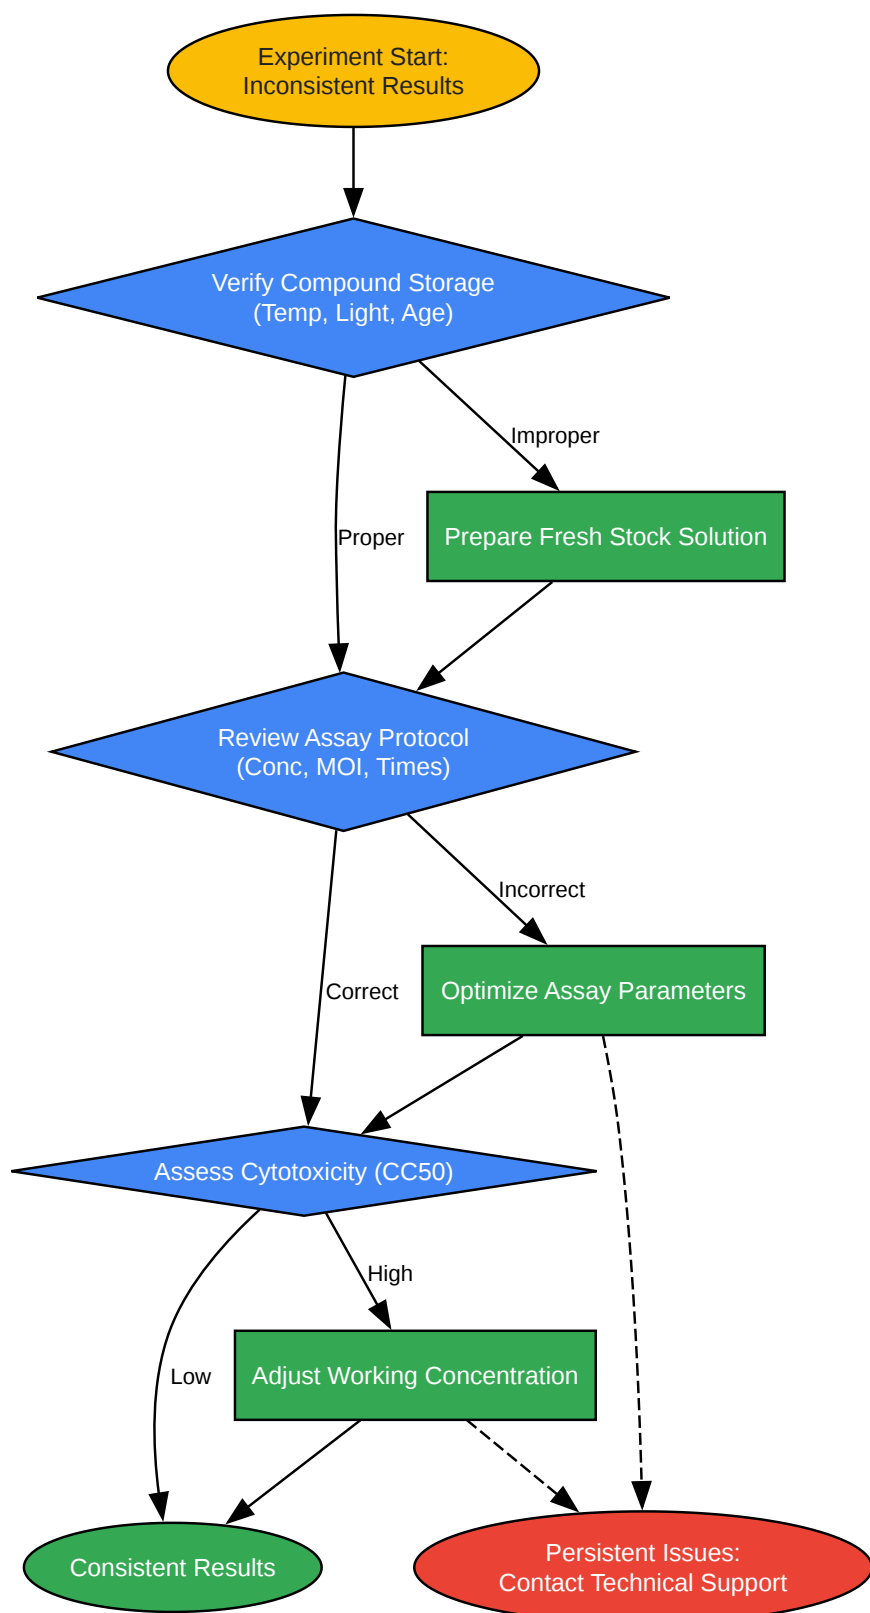 Experiment Start:
Inconsistent Results
Verify Compound Storage
(Temp, Light, Age)
Improper
Proper
Prepare Fresh Stock Solution
Review Assay Protocol
(Conc, MOI, Times)
Incorrect
Correct
Optimize Assay Parameters
Assess Cytotoxicity (CC50)
High
Low
Adjust Working Concentration
Consistent Results
Persistent Issues:
Contact Technical Support